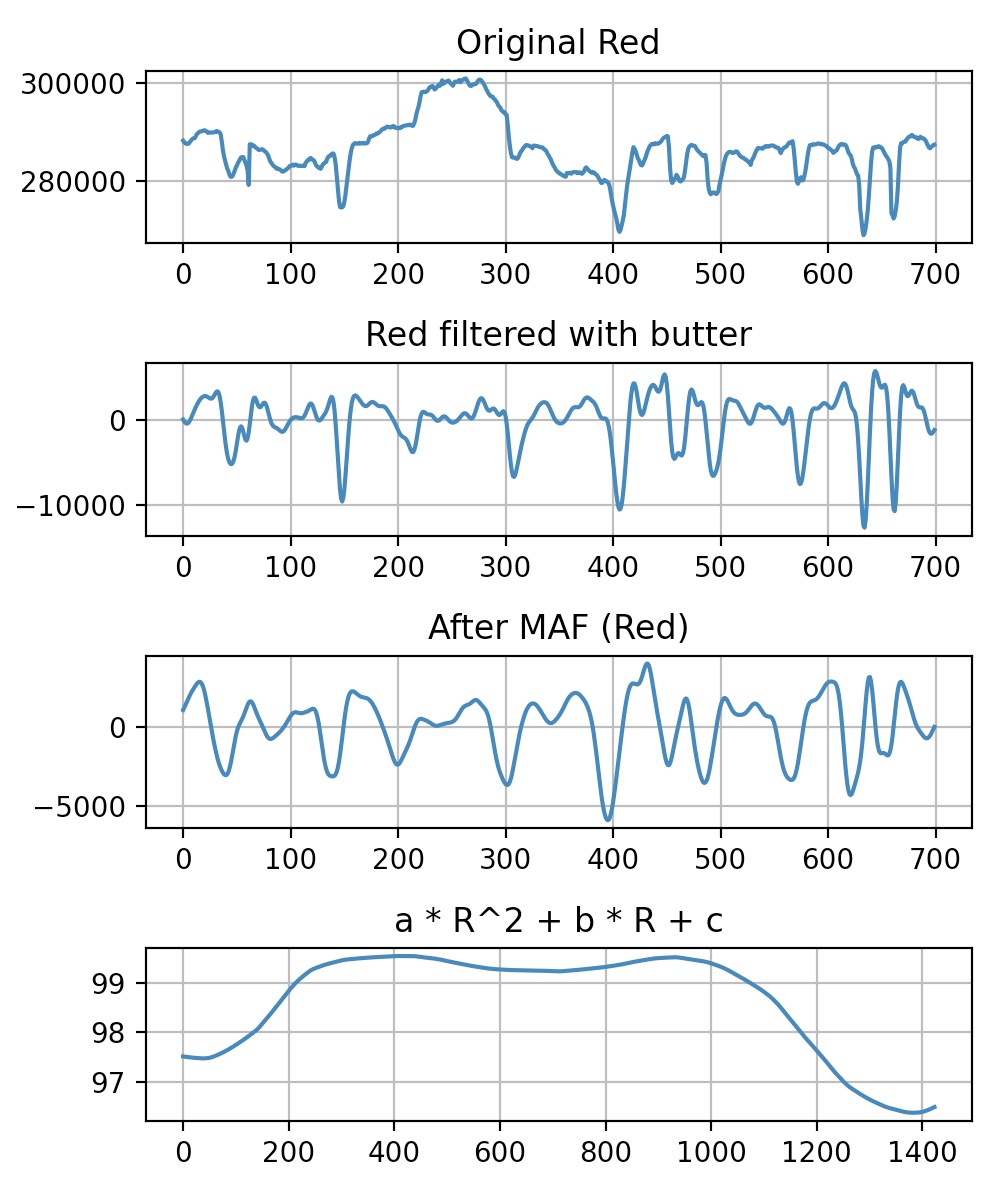 Original Red
300000
280000
0 100 200 300 400 500 600 700
Red filtered with butter
0
−10000
0 100 200 300 400 500 600 700
After MAF (Red)
0
−5000
0 100 200 300 400 500 600 700
a * R^2 + b * R + c
99
98
97
0 200 400 600 800 1000 1200 1400